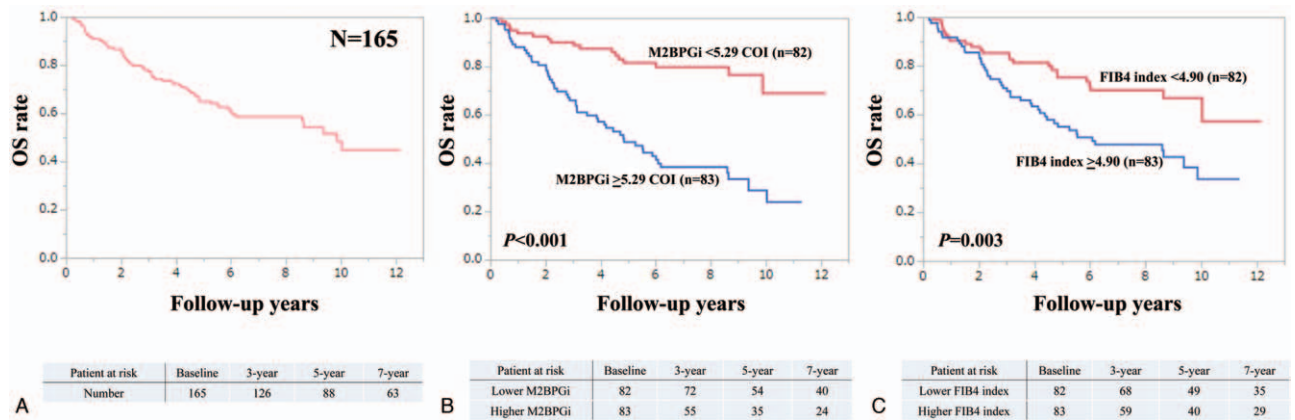 1.0
0.8
0.6
0.4
0.2
0.0
OS rate
N=165
0 2 4 6 8 10 12
Follow-up years
Patient at risk Baseline 3-year 5-year 7-year
Number 165 126 88 63
A
1.0
0.8
0.6
0.4
0.2
0.0
OS rate
M2BPGi <5.29 COI (n=82)
M2BPGi ≥5.29 COI (n=83)
P<0.001
0 2 4 6 8 10 12
Follow-up years
Patient at risk Baseline 3-year 5-year 7-year
Lower M2BPGi 82 72 54 40
Higher M2BPGi 83 55 35 24
B
1.0
0.8
0.6
0.4
0.2
0.0
OS rate
FIB4 index <4.90 (n=82)
FIB4 index ≥4.90 (n=83)
P=0.003
0 2 4 6 8 10 12
Follow-up years
Patient at risk Baseline 3-year 5-year 7-year
Lower FIB4 index 82 68 49 35
Higher FIB4 index 83 59 40 29
C